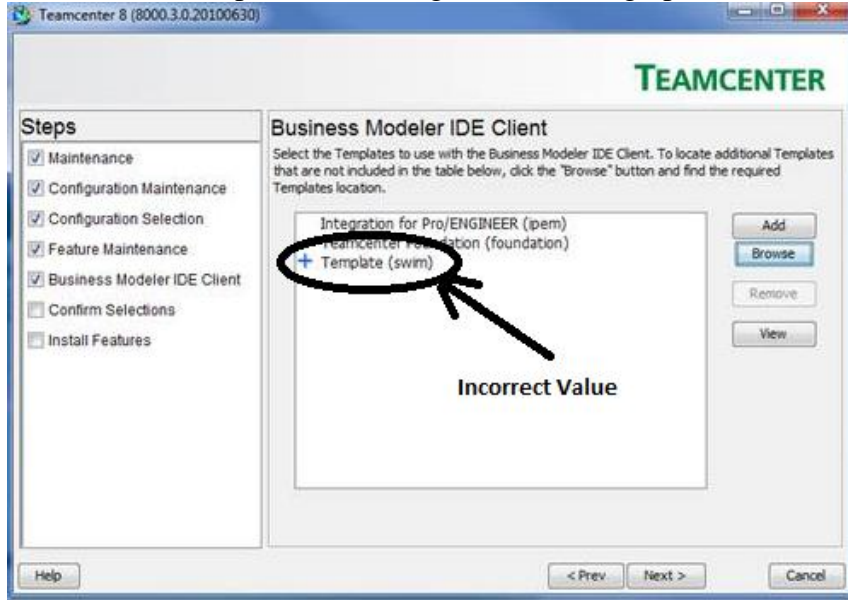 Teamcenter 8 (8000.3.0.20100630)
TEAMCENTER
Steps
Maintenance
Configuration Maintenance
Configuration Selection
Feature Maintenance
Business Modeler IDE Client
Confirm Selections
Install Features
Business Modeler IDE Client
Select the Templates to use with the Business Modeler IDE Client. To locate additional Templates
that are not included in the table below, click the "Browse" button and find the required
Templates location.
Integration for Pro/ENGINEER (ipem)
Teamcenter Foundation (foundation)
+ Template (swim)
Add
Browse
Remove
View
Incorrect Value
Help
< Prev
Next >
Cancel